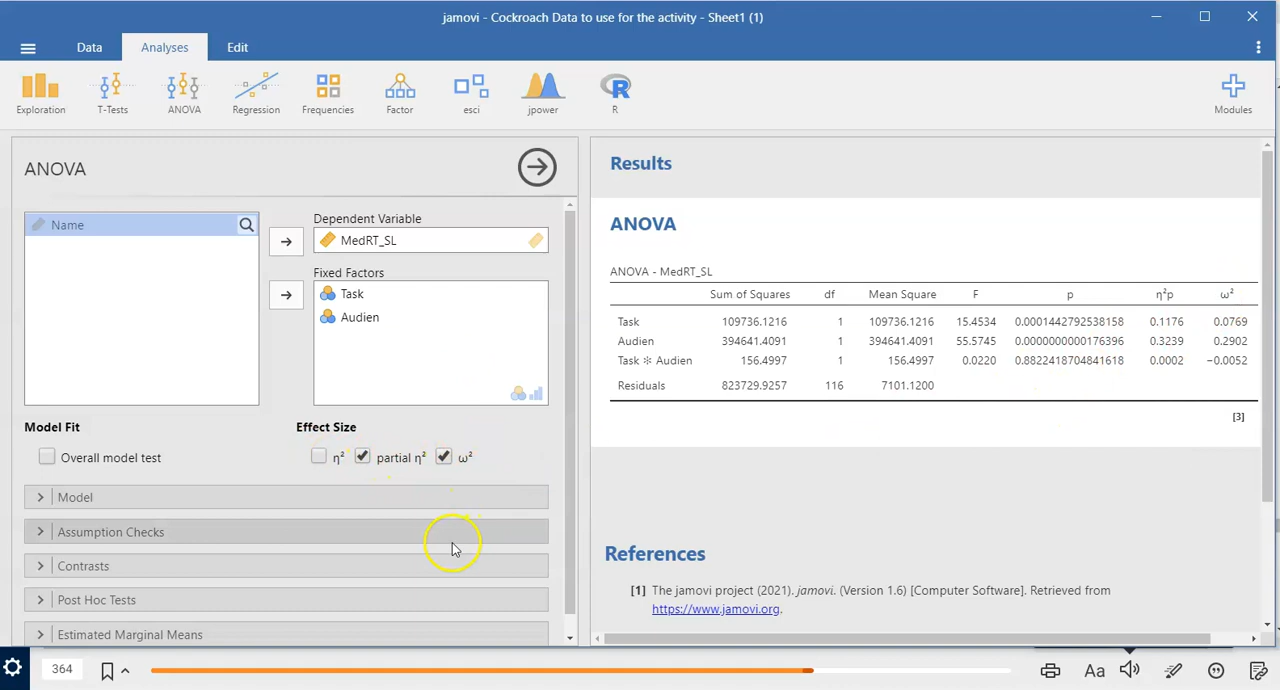 jamovi - Cockroach Data to use for the activity - Sheet1 (1)
Data Analyses Edit
Exploration T-Tests ANOVA Regression Frequencies Factor esci jpower R Modules
ANOVA
Name
Dependent Variable
MedRT_SL
Fixed Factors
Task
Audien
Model Fit Effect Size
Overall model test η² partial η² ω²
Model
Assumption Checks
Contrasts
Post Hoc Tests
Estimated Marginal Means
Results
ANOVA
ANOVA - MedRT_SL
Sum of Squares df Mean Square F p η²p ω²
Task 109736.1216 1 109736.1216 15.4534 0.0001442792538158 0.1176 0.0769
Audien 394641.4091 1 394641.4091 55.5745 0.0000000000176396 0.3239 0.2902
Task ✻ Audien 156.4997 1 156.4997 0.0220 0.8822418704841618 0.0002 −0.0052
Residuals 823729.9257 116 7101.1200
[3]
References
[1] The jamovi project (2021). jamovi. (Version 1.6) [Computer Software]. Retrieved from
https://www.jamovi.org.
364 Aa